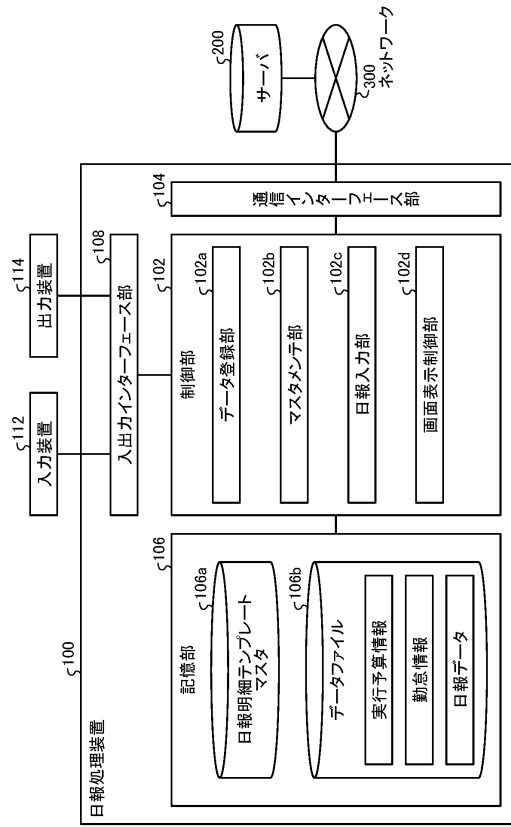 100
日報処理装置
112
入力装置
114
出力装置
108
入出力インターフェース部
106
記憶部
106a
日報明細テンプレート
マスタ
106b
データファイル
実行予算情報
勤怠情報
日報データ
102
制御部
102a
データ登録部
102b
マスタメンテ部
102c
日報入力部
102d
画面表示制御部
104
通信インターフェース部
200
サーバ
300
ネットワーク